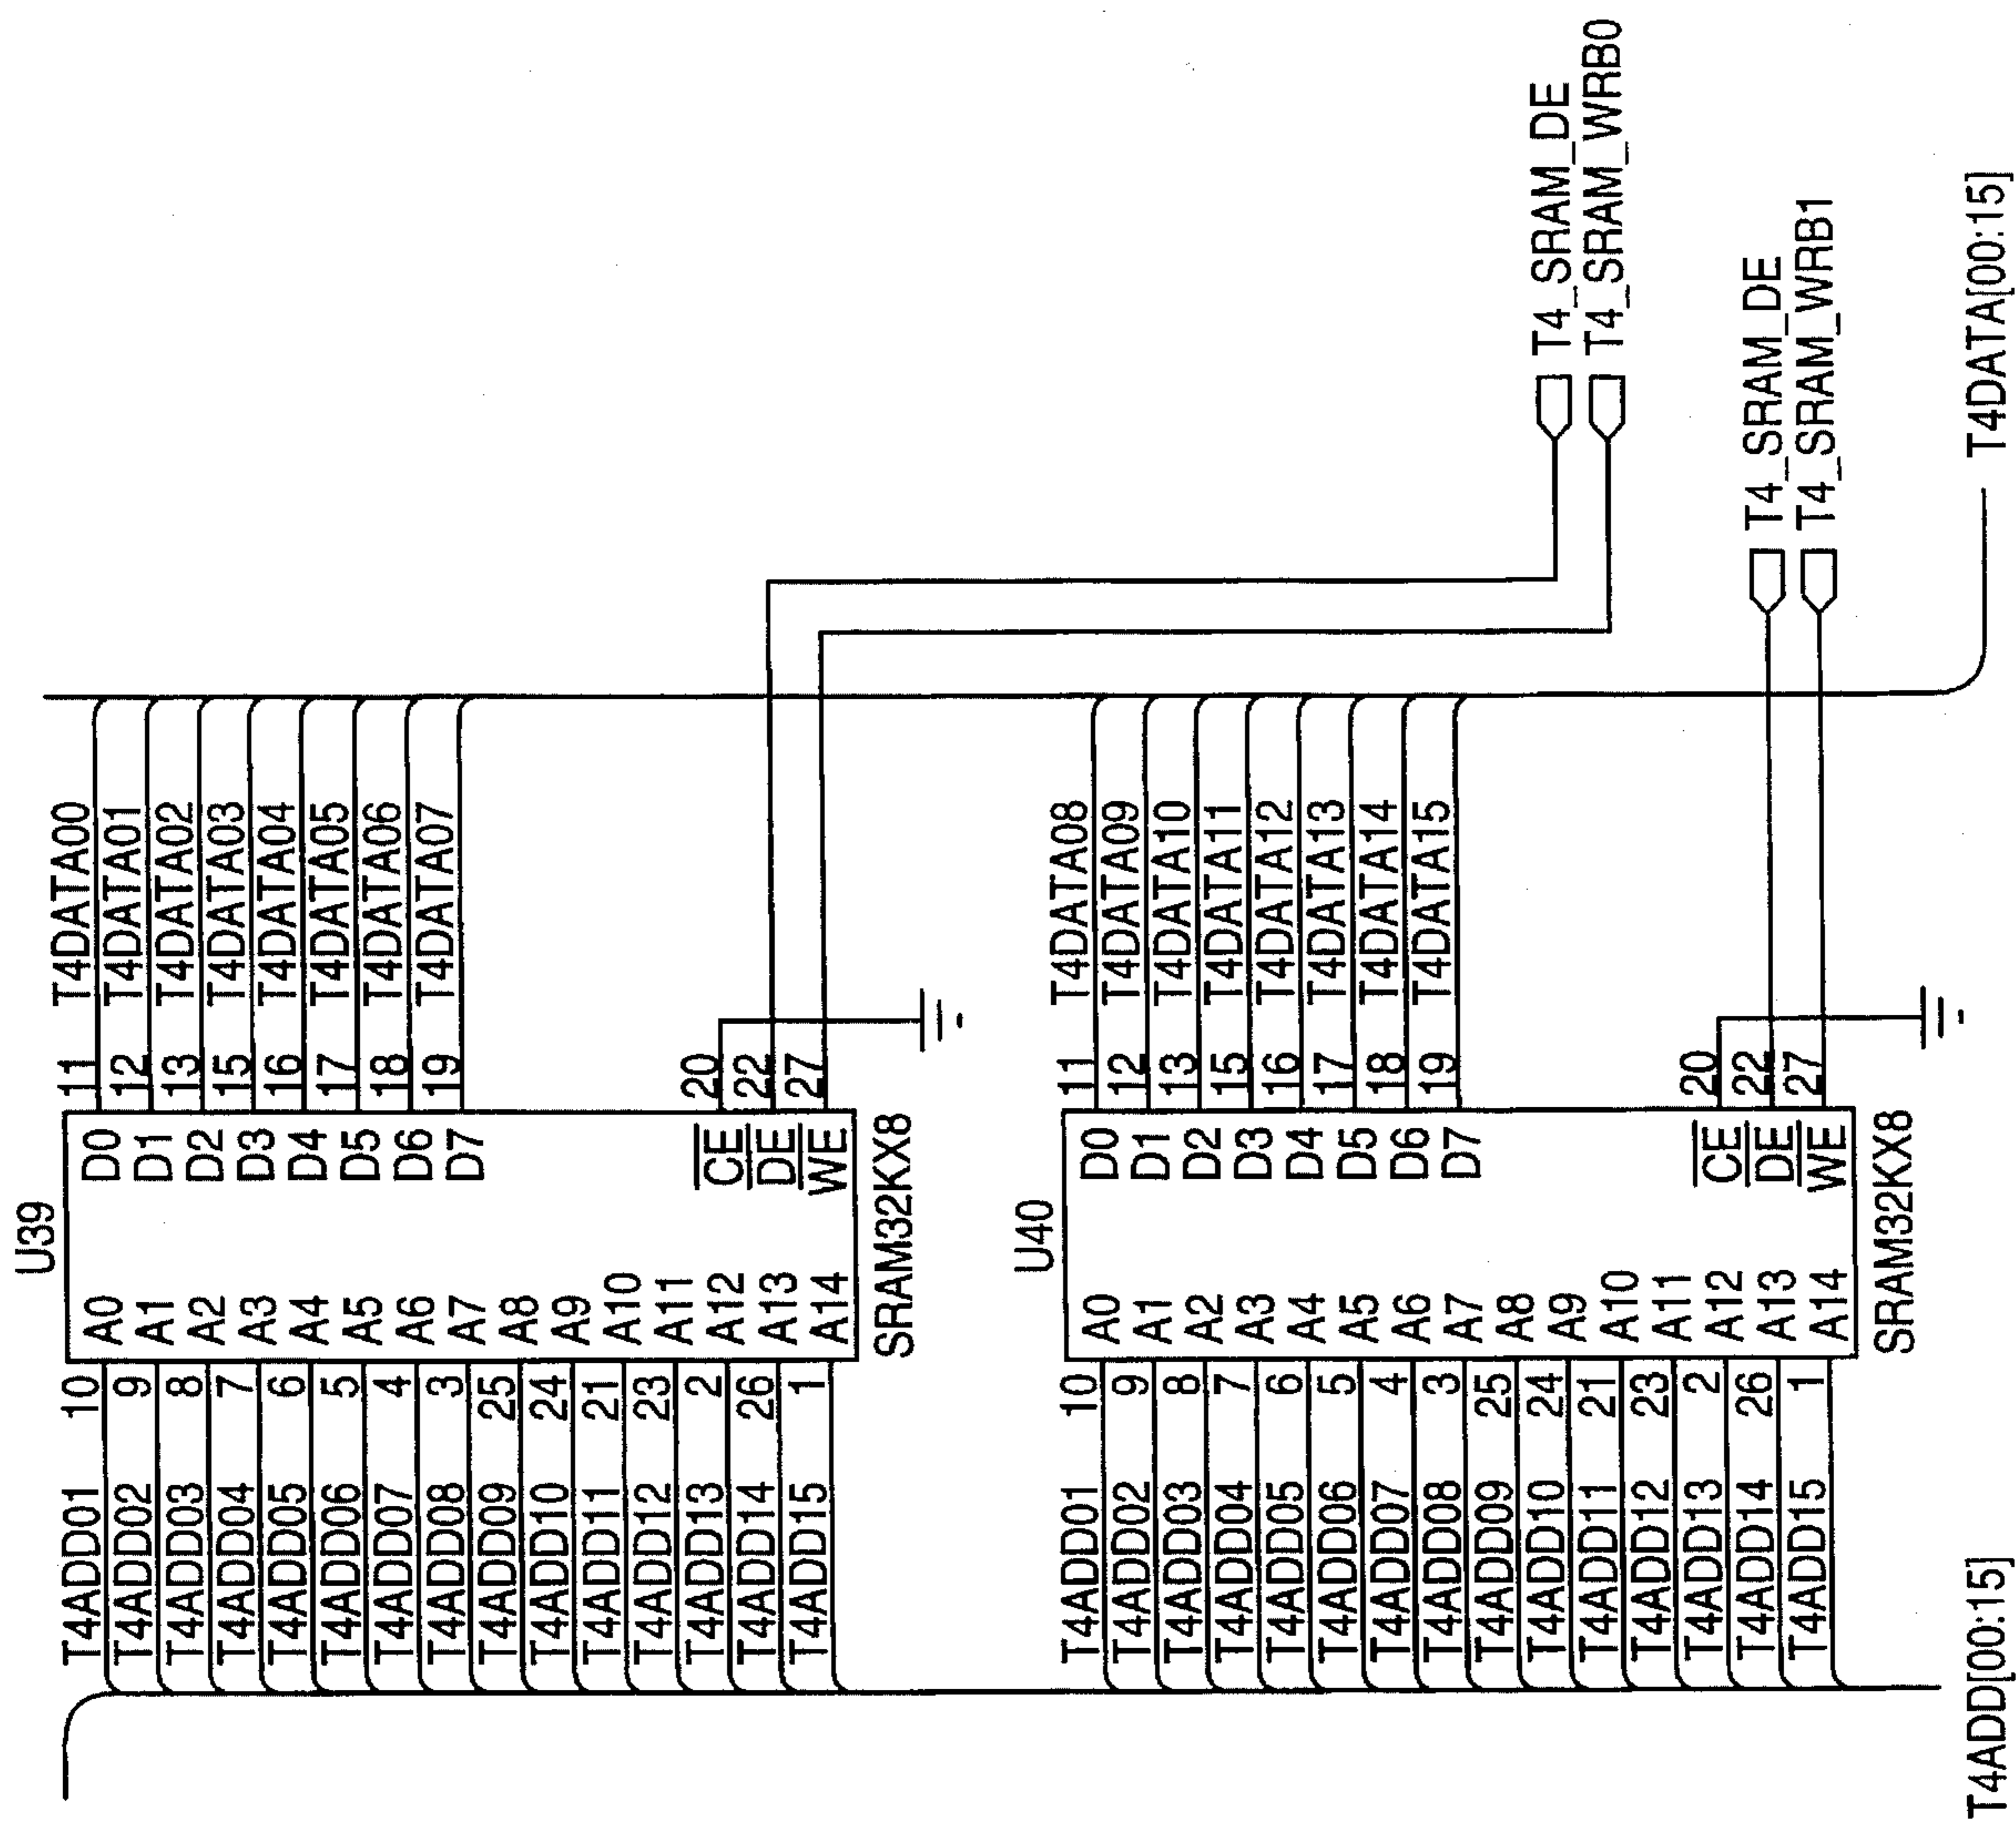 U39
T4ADD01 10 A0 D0 11 T4DATA00
T4ADD02 9 A1 D1 12 T4DATA01
T4ADD03 8 A2 D2 13 T4DATA02
T4ADD04 7 A3 D3 15 T4DATA03
T4ADD05 6 A4 D4 16 T4DATA04
T4ADD06 5 A5 D5 17 T4DATA05
T4ADD07 4 A6 D6 18 T4DATA06
T4ADD08 3 A7 D7 19 T4DATA07
T4ADD09 25 A8
T4ADD10 24 A9
T4ADD11 21 A10
T4ADD12 23 A11
T4ADD13 2 A12 CE 20
T4ADD14 26 A13 DE 22
T4ADD15 1 A14 WE 27
SRAM32KX8
U40
T4ADD01 10 A0 D0 11 T4DATA08
T4ADD02 9 A1 D1 12 T4DATA09
T4ADD03 8 A2 D2 13 T4DATA10
T4ADD04 7 A3 D3 15 T4DATA11
T4ADD05 6 A4 D4 16 T4DATA12
T4ADD06 5 A5 D5 17 T4DATA13
T4ADD07 4 A6 D6 18 T4DATA14
T4ADD08 3 A7 D7 19 T4DATA15
T4ADD09 25 A8
T4ADD10 24 A9
T4ADD11 21 A10
T4ADD12 23 A11
T4ADD13 2 A12 CE 20
T4ADD14 26 A13 DE 22
T4ADD15 1 A14 WE 27
SRAM32KX8
T4_SRAM_DE
T4_SRAM_WRB0
T4_SRAM_DE
T4_SRAM_WRB1
T4ADD[00:15]
T4DATA[00:15]